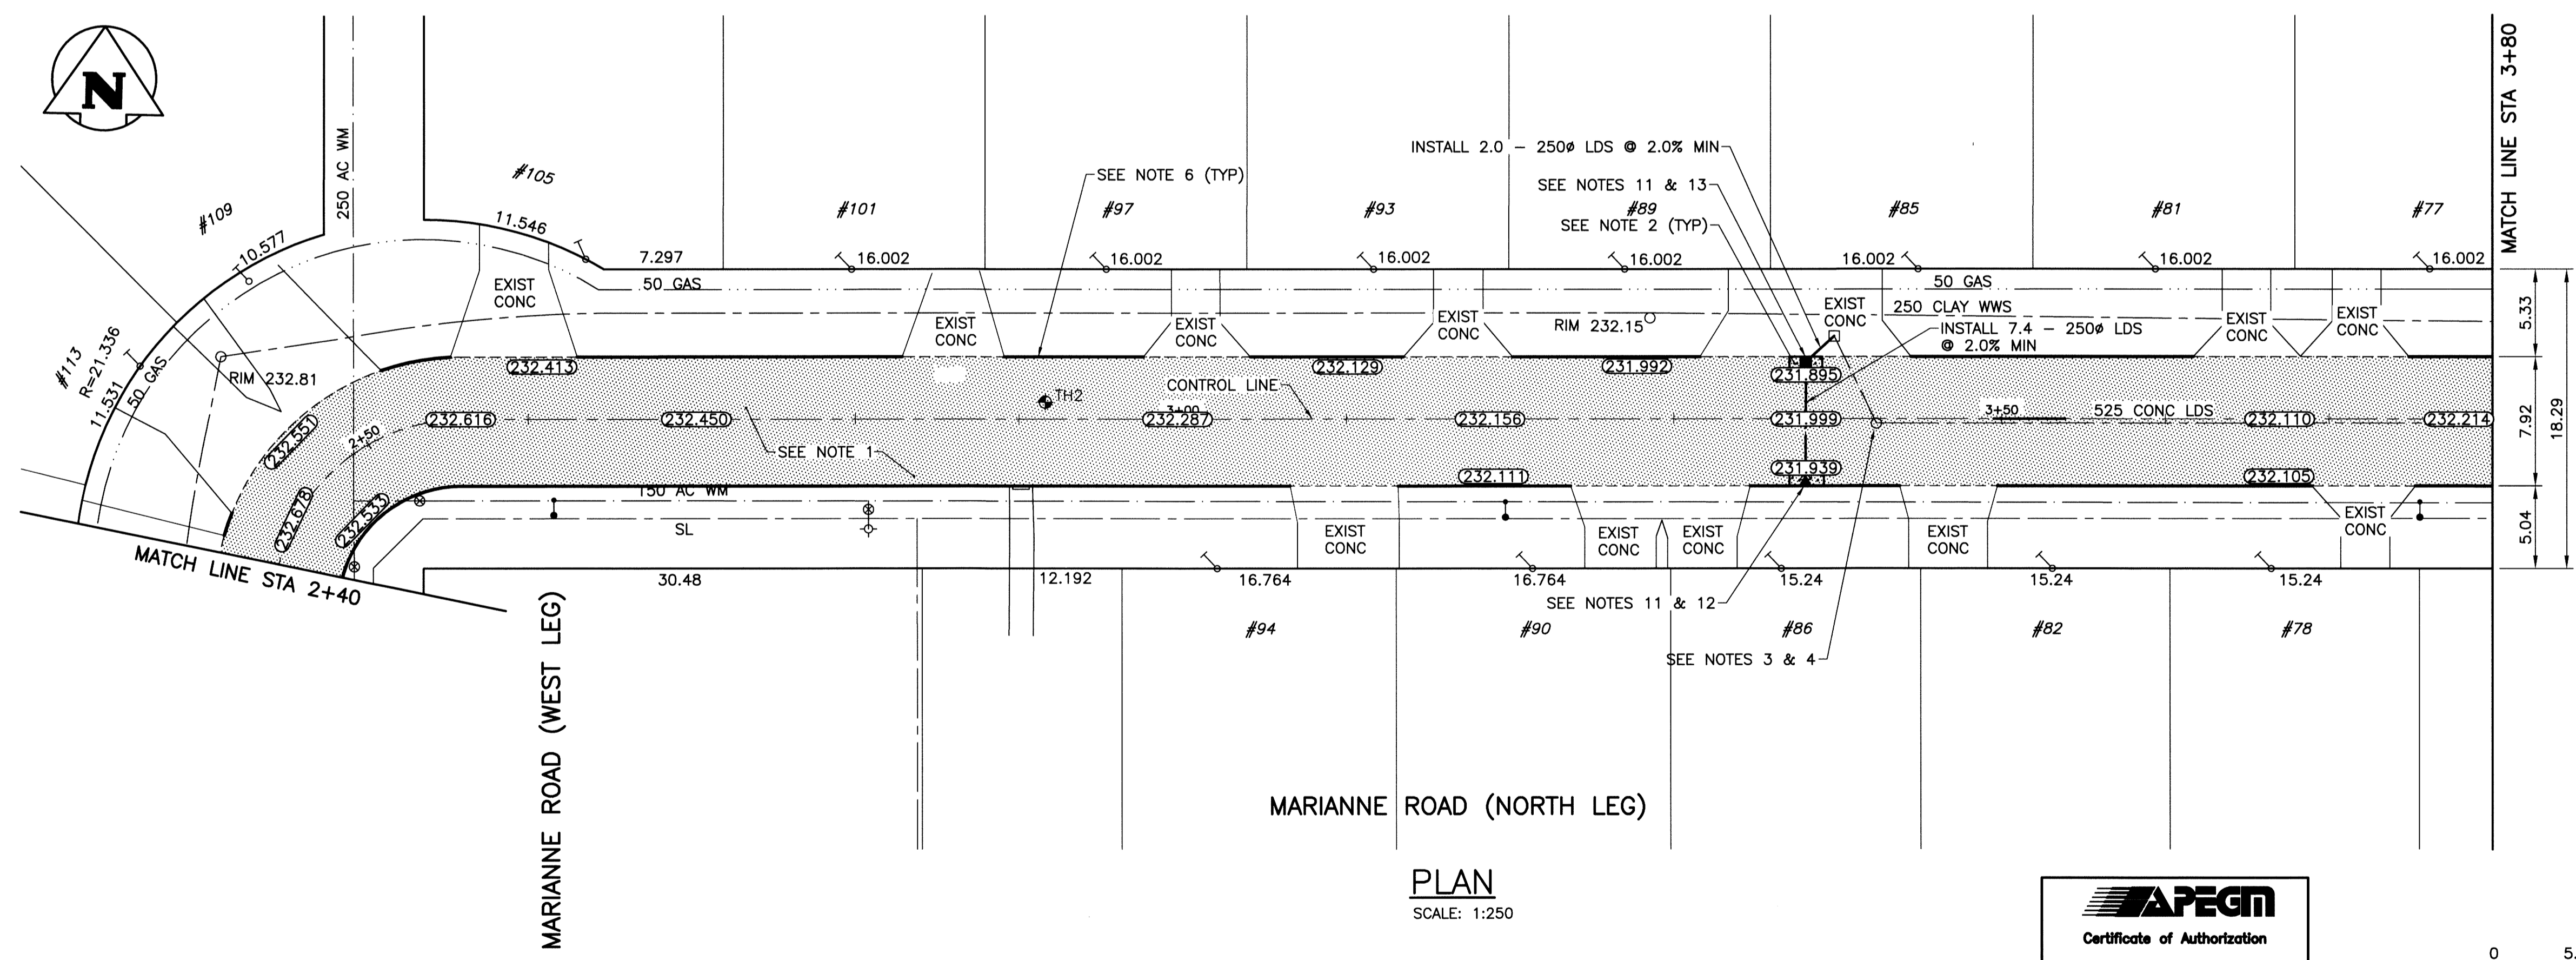 N
250 AC WM
#105
#109
#101
#97
#93
#89
#85
#81
#77
INSTALL 2.0 – 250ø LDS @ 2.0% MIN
SEE NOTES 11 & 13
SEE NOTE 2 (TYP)
SEE NOTE 6 (TYP)
MATCH LINE STA 3+80
11.546
10.577
7.297
16.002
16.002
16.002
16.002
16.002
16.002
16.002
50 GAS
50 GAS
250 CLAY WWS
EXIST
CONC
EXIST
CONC
EXIST
CONC
EXIST
CONC
RIM 232.15
EXIST
CONC
INSTALL 7.4 – 250ø LDS
@ 2.0% MIN
EXIST
CONC
EXIST
CONC
5.33
#113
R=21.336
11.531
50 GAS
RIM 232.81
232.413
232.129
231.992
231.895
TH2
CONTROL LINE
232.551
2+50
232.616
232.450
3+00
232.287
232.156
231.999
3+50
525 CONC LDS
232.110
232.214
7.92
18.29
SEE NOTE 1
232.678
232.533
232.111
231.939
232.105
150 AC WM
SL
EXIST
CONC
EXIST
CONC
EXIST
CONC
EXIST
CONC
EXIST
CONC
5.04
MATCH LINE STA 2+40
30.48
12.192
16.764
16.764
15.24
15.24
15.24
SEE NOTES 11 & 12
#94
#90
#86
#82
#78
SEE NOTES 3 & 4
MARIANNE ROAD (WEST LEG)
MARIANNE ROAD (NORTH LEG)
PLAN
SCALE: 1:250
APEGM
Certificate of Authorization
0 5